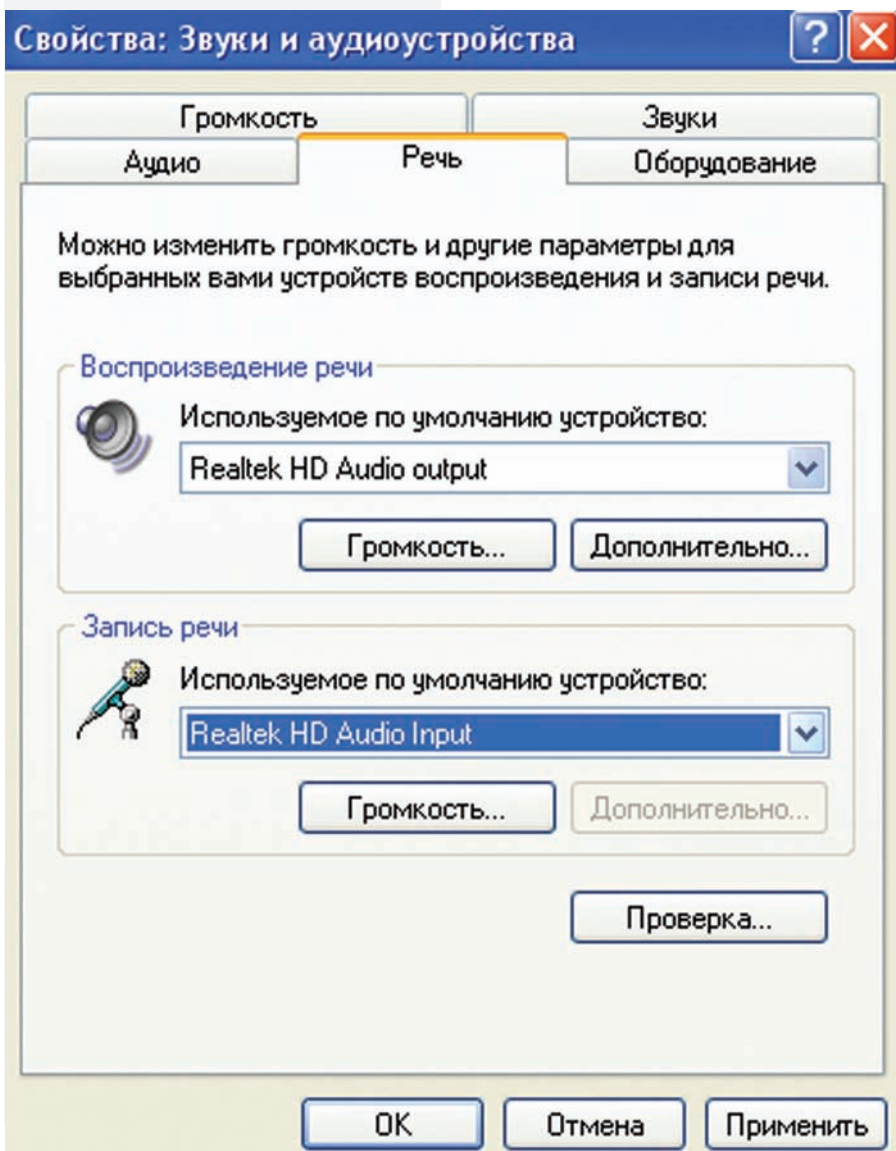 Свойства: Звуки и аудиоустройства
Громкость
Звуки
Аудио
Речь
Оборудование
Можно изменить громкость и другие параметры для
выбранных вами устройств воспроизведения и записи речи.
Воспроизведение речи
Используемое по умолчанию устройство:
Realtek HD Audio output
Громкость...
Дополнительно...
Запись речи
Используемое по умолчанию устройство:
Realtek HD Audio Input
Громкость...
Дополнительно...
Проверка...
ОК
Отмена
Применить